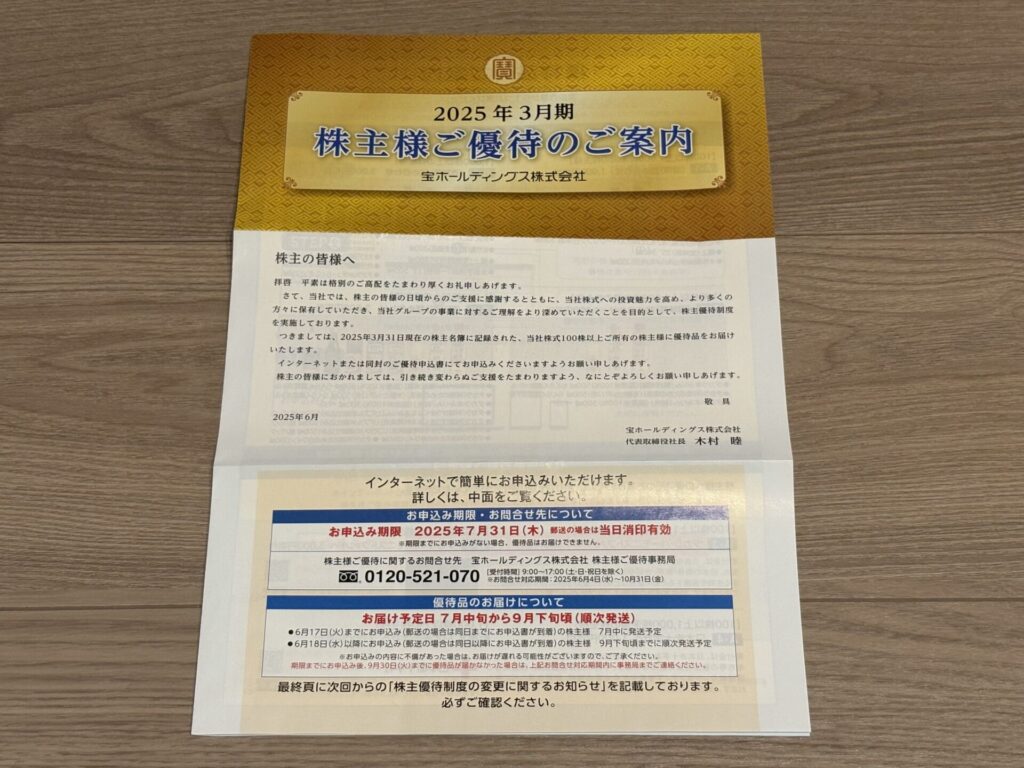 寳
2025年3月期
株主様ご優待のご案内
宝ホールディングス株式会社
株主の皆様へ
拝啓　平素は格別のご高配をたまわり厚くお礼申しあげます。
さて、当社では、株主の皆様の日頃からのご支援に感謝するとともに、当社株式への投資魅力を高め、より多くの
方々に保有していただき、当社グループの事業に対するご理解をより深めていただくことを目的として、株主優待制度
を実施しております。
つきましては、2025年3月31日現在の株主名簿に記録された、当社株式100株以上ご所有の株主様に優待品をお届け
いたします。
インターネットまたは同封のご優待申込書にてお申込みくださいますようお願い申しあげます。
株主の皆様におかれましては、引き続き変わらぬご支援をたまわりますよう、なにとぞよろしくお願い申しあげます。
敬　具
2025年6月
宝ホールディングス株式会社
代表取締役社長　木村　睦
インターネットで簡単にお申込みいただけます。
詳しくは、中面をご覧ください。
お申込み期限・お問合せ先について
お申込み期限　2025年7月31日(木) 郵送の場合は当日消印有効
※期限までにお申込みがない場合、優待品はお届けできません。
株主様ご優待に関するお問合せ先　宝ホールディングス株式会社 株主様ご優待事務局
0120-521-070 [受付時間] 9:00~17:00 (土・日・祝日を除く)
※お問合せ対応期間：2025年6月4日(水)~10月31日(金)
優待品のお届けについて
お届け予定日 7月中旬から9月下旬頃(順次発送)
●6月17日(火)までにお申込み(郵送の場合は同日までにお申込書が到着)の株主様　7月中に発送予定
●6月18日(水)以降にお申込み(郵送の場合は同日以降にお申込書が到着)の株主様　9月下旬頃までに順次発送予定
※お申込みの内容に不備があった場合は、お届けが遅れる可能性がございますので、ご了承ください。
期限までにお申込み後、9月30日(火)までに優待品が届かなかった場合は、上記お問合せ対応期間内に事務局までご連絡ください。
最終頁に次回からの「株主優待制度の変更に関するお知らせ」を記載しております。
必ずご確認ください。